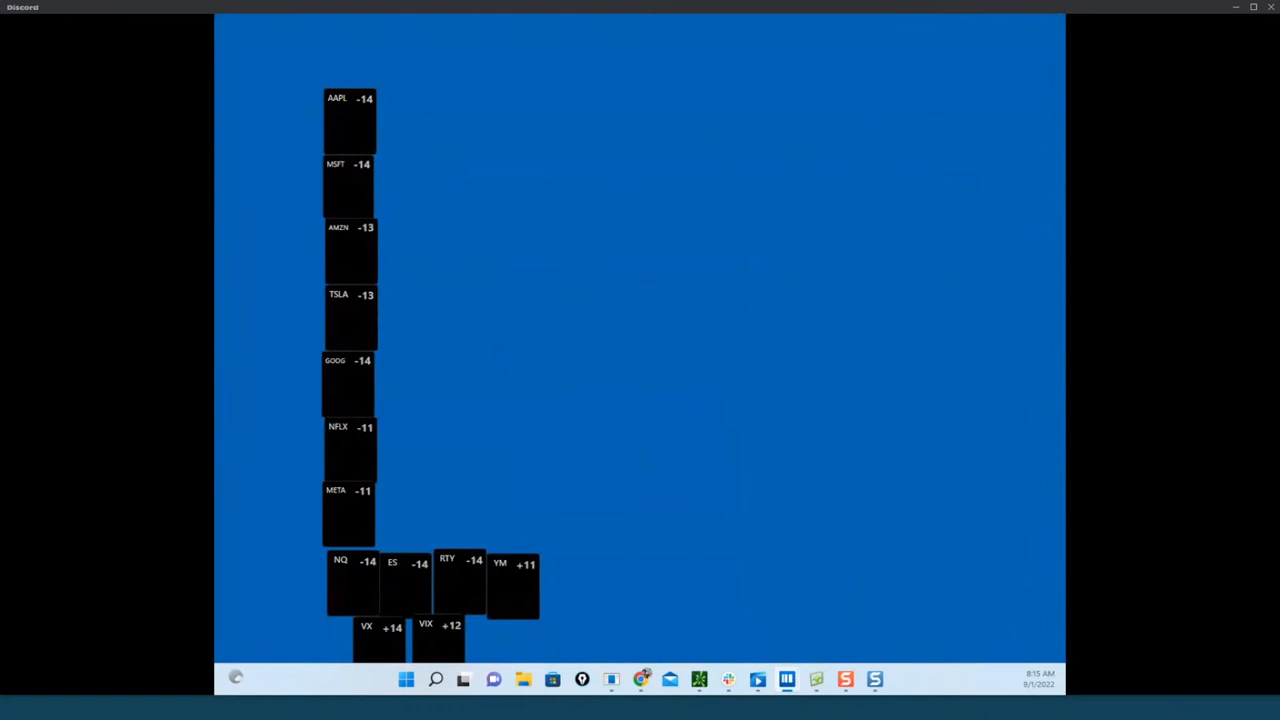 Discord
AAPL -14
MSFT -14
AMZN -13
TSLA -13
GOOG -14
NFLX -11
META -11
NQ -14 ES -14 RTY -14 YM +11
VX +14 VIX +12
8:15 AM
9/1/2022